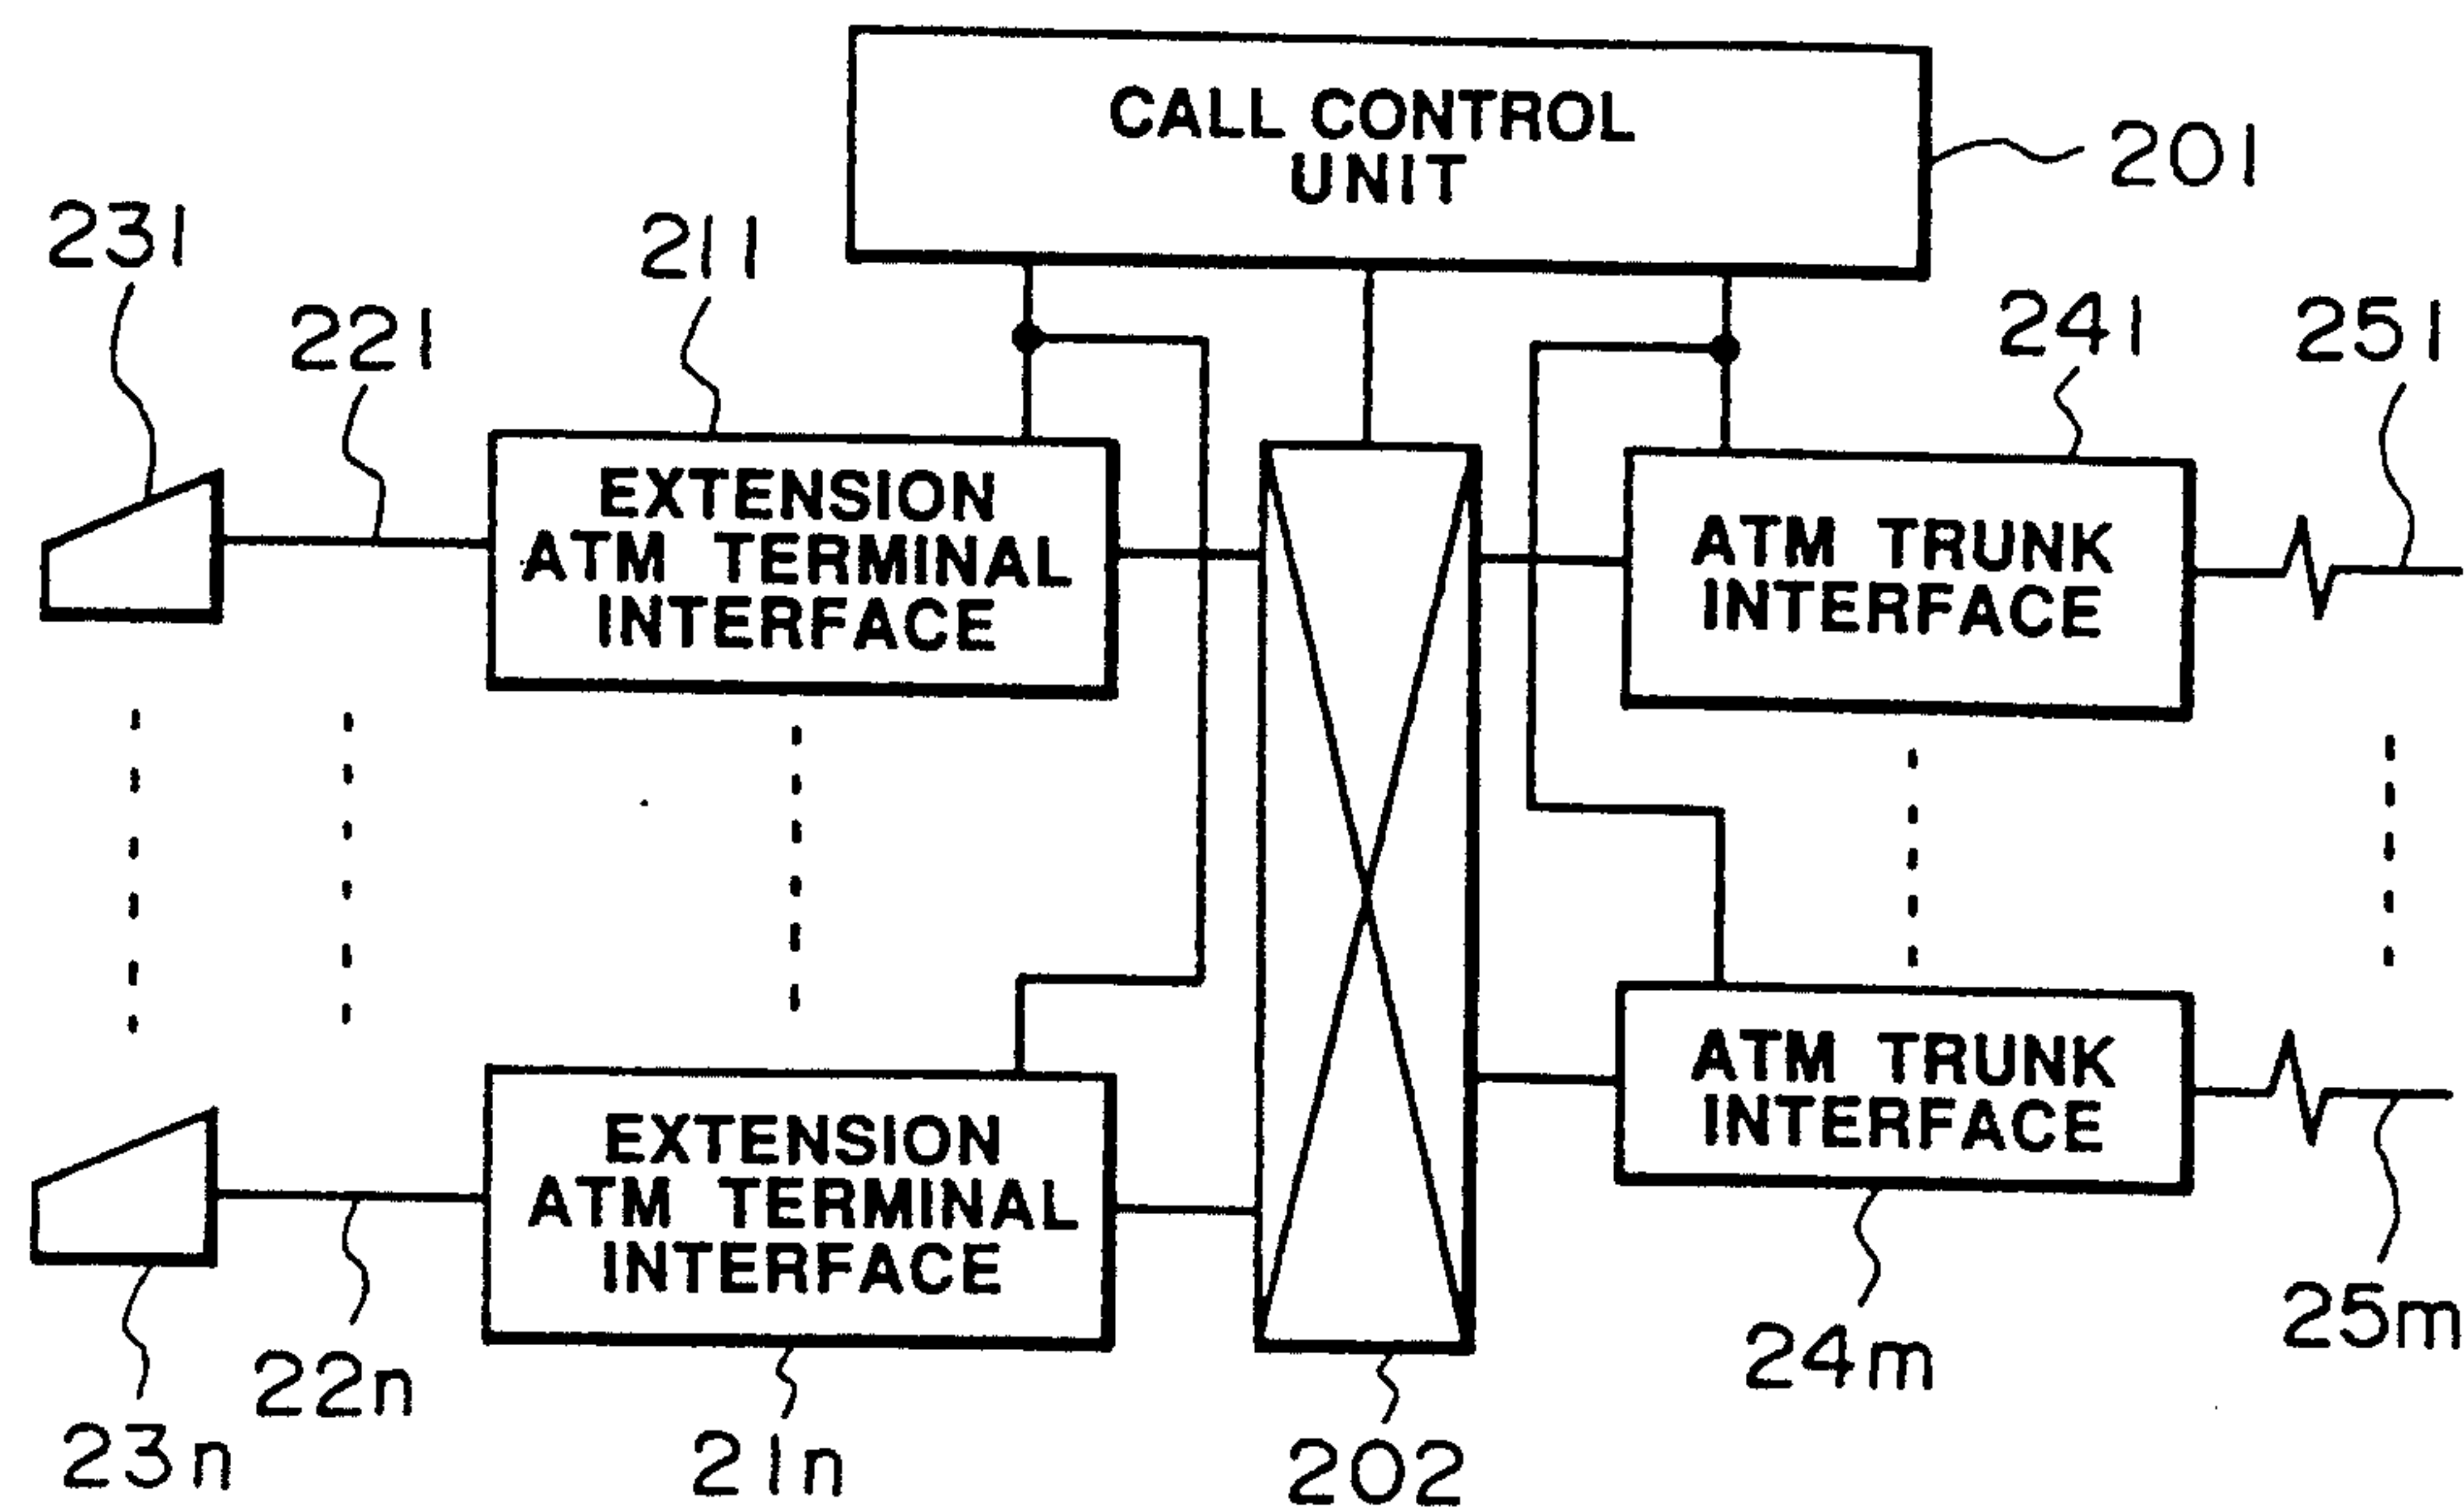 CALL CONTROL
UNIT
201
231
221
211
241
251
EXTENSION
ATM TERMINAL
INTERFACE
ATM TRUNK
INTERFACE
EXTENSION
ATM TERMINAL
INTERFACE
ATM TRUNK
INTERFACE
23n
22n
21n
202
24m
25m